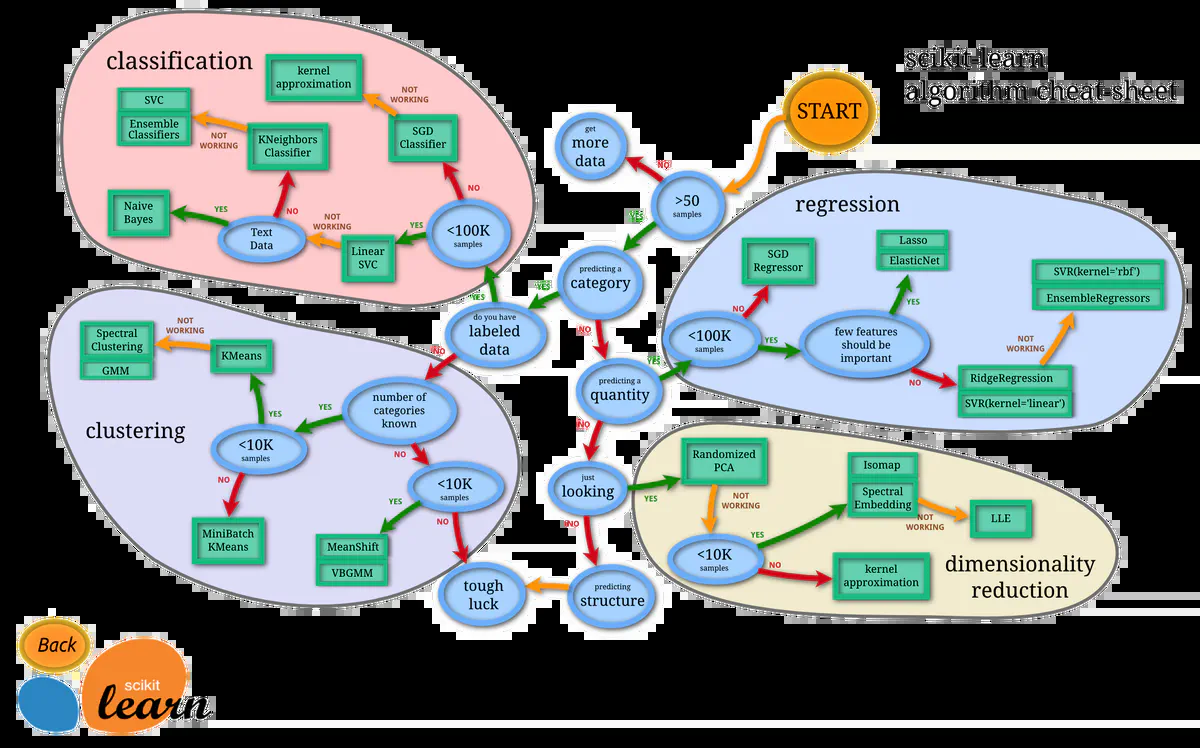 scikit-learn
algorithm cheat-sheet
START
>50
samples
NO
get
more
data
YES
predicting a
category
YES
do you have
labeled
data
YES
NO
NO
predicting a
quantity
YES
NO
just
looking
YES
NO
predicting
structure
tough
luck
classification
<100K
samples
NO
SGD
Classifier
NOT
WORKING
kernel
approximation
YES
Linear
SVC
NOT
WORKING
Text
Data
YES
Naive
Bayes
NO
KNeighbors
Classifier
NOT
WORKING
SVC
Ensemble
Classifiers
regression
<100K
samples
NO
SGD
Regressor
YES
few features
should be
important
YES
Lasso
ElasticNet
NO
RidgeRegression
SVR(kernel='linear')
NOT
WORKING
SVR(kernel='rbf')
EnsembleRegressors
clustering
number of
categories
known
YES
<10K
samples
YES
KMeans
NOT
WORKING
Spectral
Clustering
GMM
NO
MiniBatch
KMeans
NO
<10K
samples
YES
MeanShift
VBGMM
NO
dimensionality
reduction
Randomized
PCA
NOT
WORKING
<10K
samples
YES
Isomap
Spectral
Embedding
NOT
WORKING
LLE
NO
kernel
approximation
Back
scikit
learn